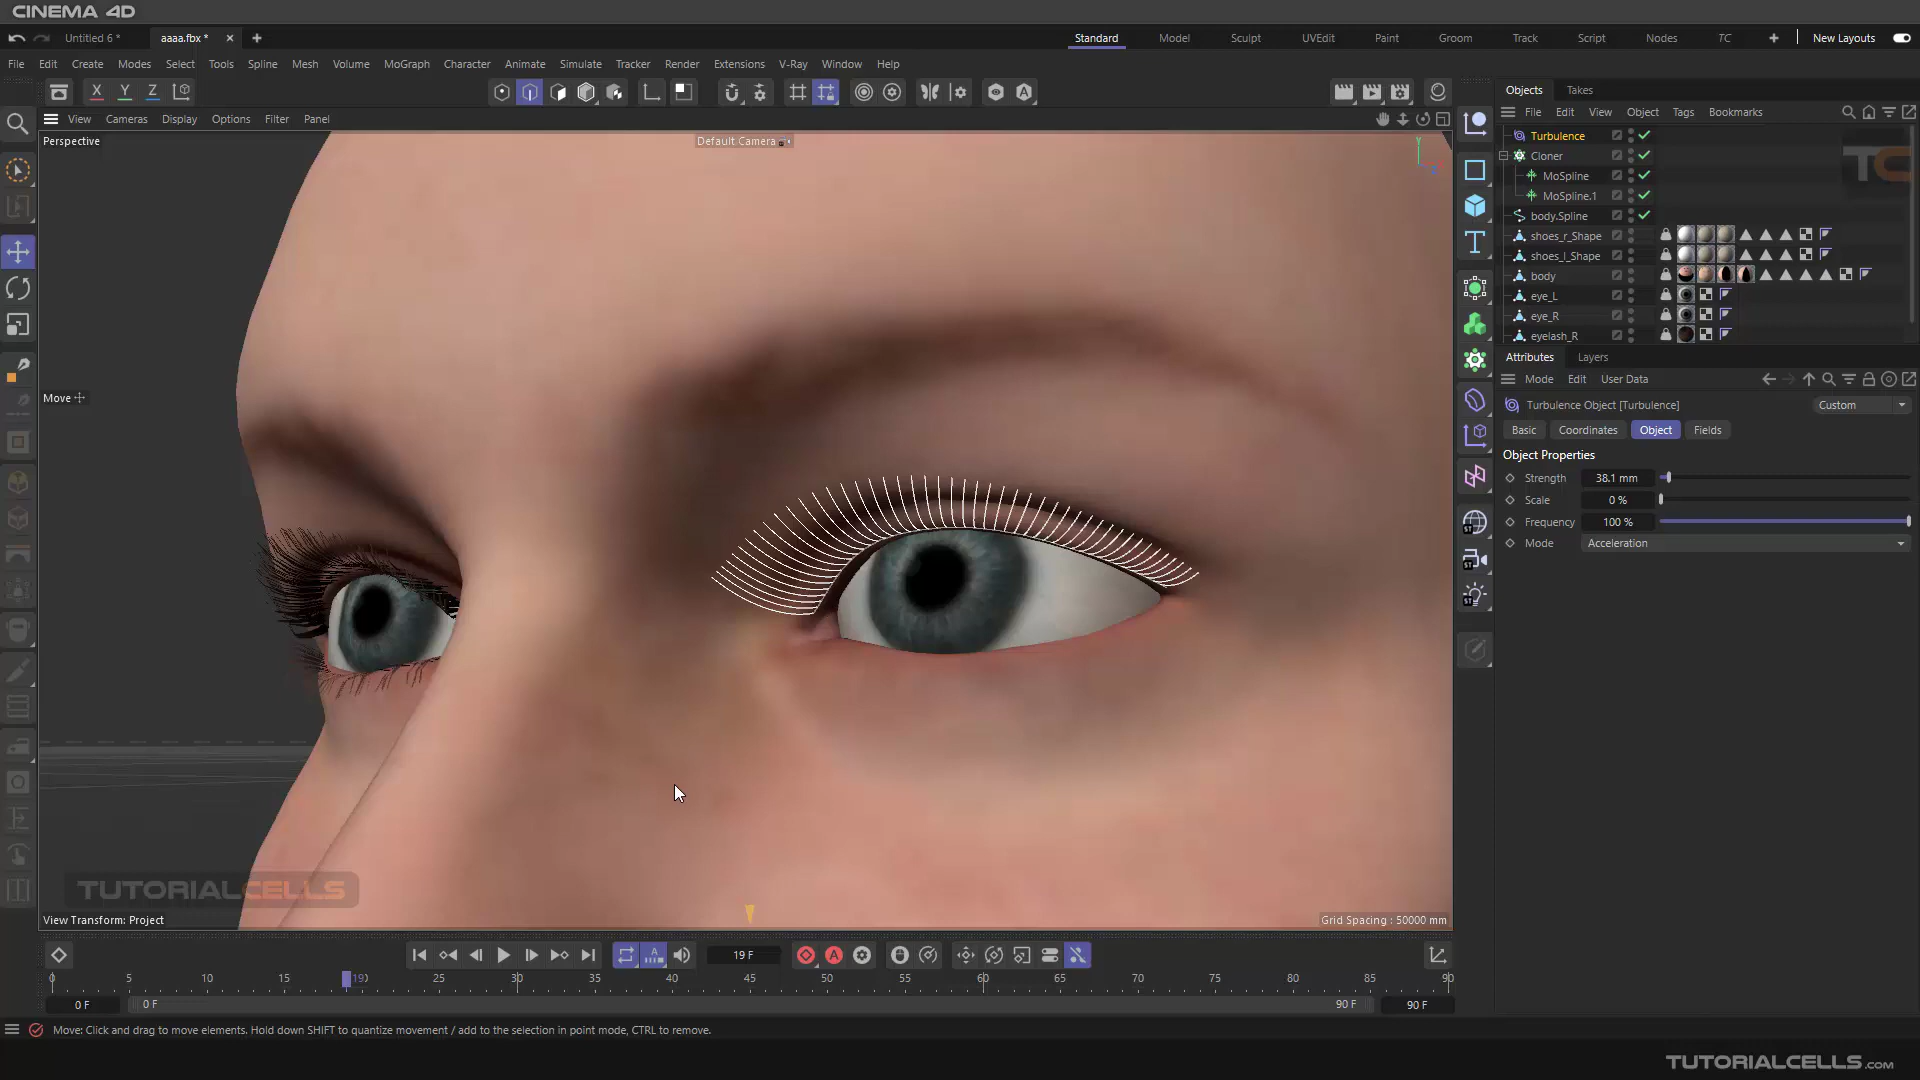 CINEMA 4D
Untitled 6 *
aaaa.fbx *
Standard
Model
Sculpt
UVEdit
Paint
Groom
Track
Script
Nodes
TC
New Layouts
File Edit Create Modes Select Tools Spline Mesh Volume MoGraph Character Animate Simulate Tracker Render Extensions V-Ray Window Help
X Y Z
Objects Takes
View Cameras Display Options Filter Panel
File Edit View Object Tags Bookmarks
Perspective
Default Camera
Turbulence
Cloner
MoSpline
MoSpline.1
body.Spline
shoes_r_Shape
shoes_l_Shape
body
eye_L
eye_R
eyelash_R
TC
Attributes Layers
Mode Edit User Data
Move
Turbulence Object [Turbulence]
Custom
Basic Coordinates Object Fields
Object Properties
Strength 38.1 mm
Scale 0 %
Frequency 100 %
Mode Acceleration
TUTORIALCELLS
View Transform: Project
Grid Spacing : 50000 mm
19 F
0 5 10 15 19 25 30 35 40 45 50 55 60 65 70 75 80 85 90
0 F
0 F
90 F
90 F
Move: Click and drag to move elements. Hold down SHIFT to quantize movement / add to the selection in point mode, CTRL to remove.
TUTORIALCELLS.com